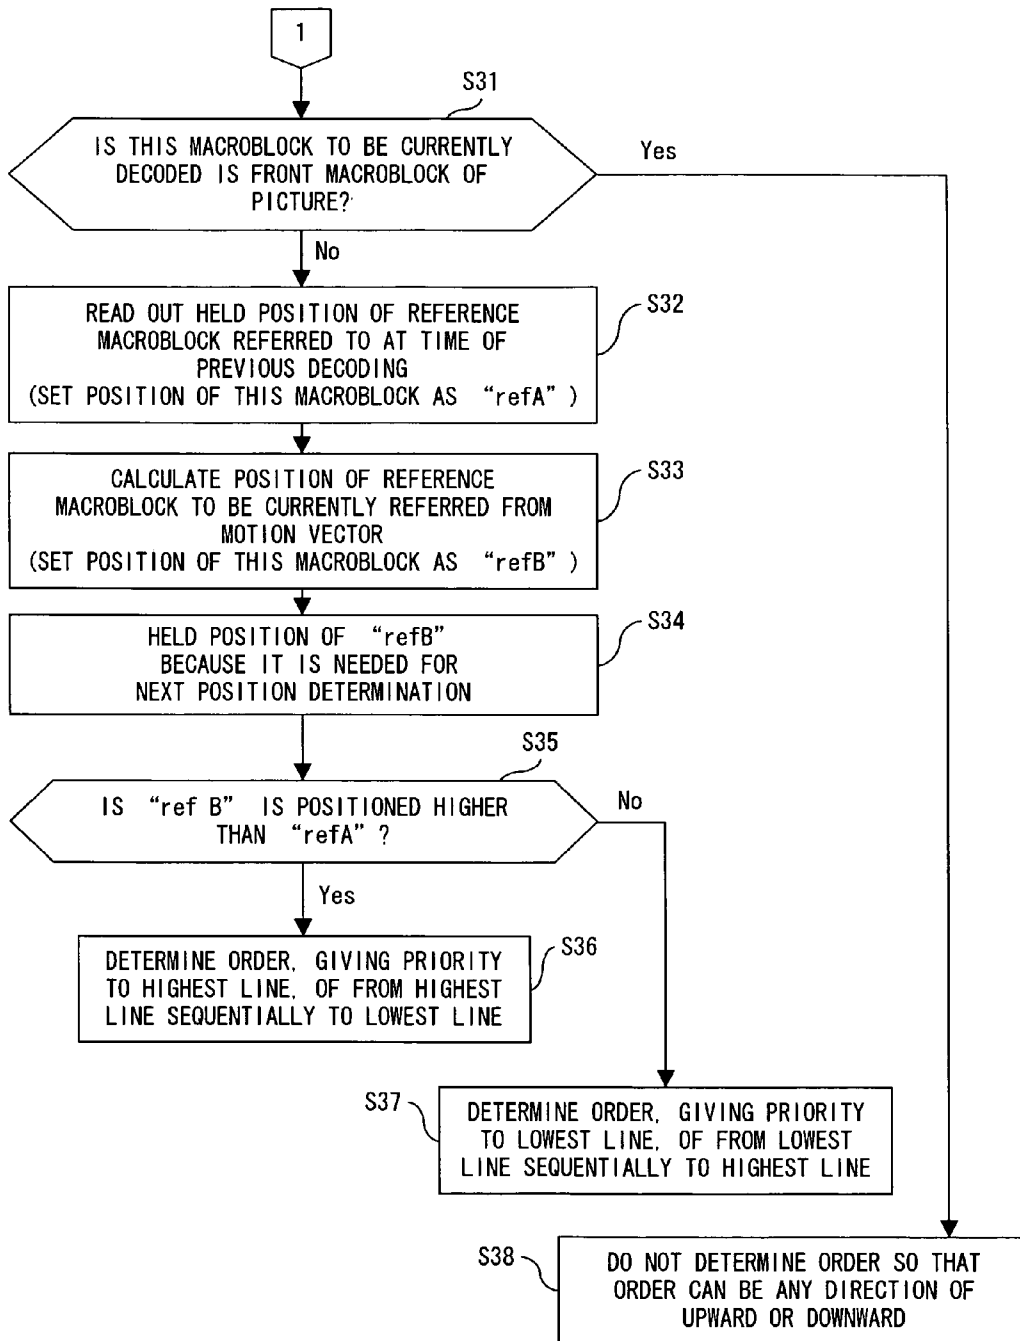 1
S31
IS THIS MACROBLOCK TO BE CURRENTLY
DECODED IS FRONT MACROBLOCK OF
PICTURE?
Yes
No
S32
READ OUT HELD POSITION OF REFERENCE
MACROBLOCK REFERRED TO AT TIME OF
PREVIOUS DECODING
(SET POSITION OF THIS MACROBLOCK AS “refA” )
S33
CALCULATE POSITION OF REFERENCE
MACROBLOCK TO BE CURRENTLY REFERRED FROM
MOTION VECTOR
(SET POSITION OF THIS MACROBLOCK AS “refB” )
S34
HELD POSITION OF “refB”
BECAUSE IT IS NEEDED FOR
NEXT POSITION DETERMINATION
S35
IS “ref B” IS POSITIONED HIGHER
THAN “refA” ?
No
Yes
S36
DETERMINE ORDER, GIVING PRIORITY
TO HIGHEST LINE, OF FROM HIGHEST
LINE SEQUENTIALLY TO LOWEST LINE
S37
DETERMINE ORDER, GIVING PRIORITY
TO LOWEST LINE, OF FROM LOWEST
LINE SEQUENTIALLY TO HIGHEST LINE
S38
DO NOT DETERMINE ORDER SO THAT
ORDER CAN BE ANY DIRECTION OF
UPWARD OR DOWNWARD